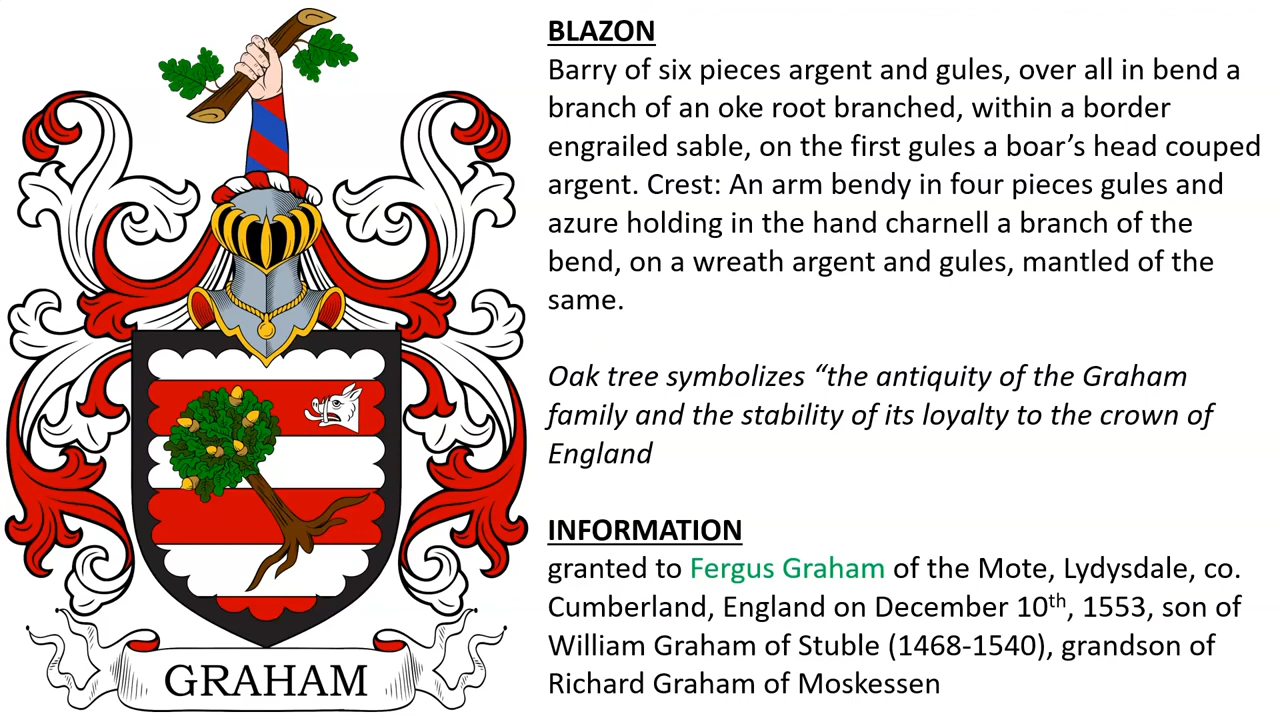 BLAZON
Barry of six pieces argent and gules, over all in bend a
branch of an oke root branched, within a border
engrailed sable, on the first gules a boar’s head couped
argent. Crest: An arm bendy in four pieces gules and
azure holding in the hand charnell a branch of the
bend, on a wreath argent and gules, mantled of the
same.
Oak tree symbolizes “the antiquity of the Graham
family and the stability of its loyalty to the crown of
England
INFORMATION
granted to Fergus Graham of the Mote, Lydysdale, co.
Cumberland, England on December 10th, 1553, son of
William Graham of Stuble (1468-1540), grandson of
Richard Graham of Moskessen
GRAHAM